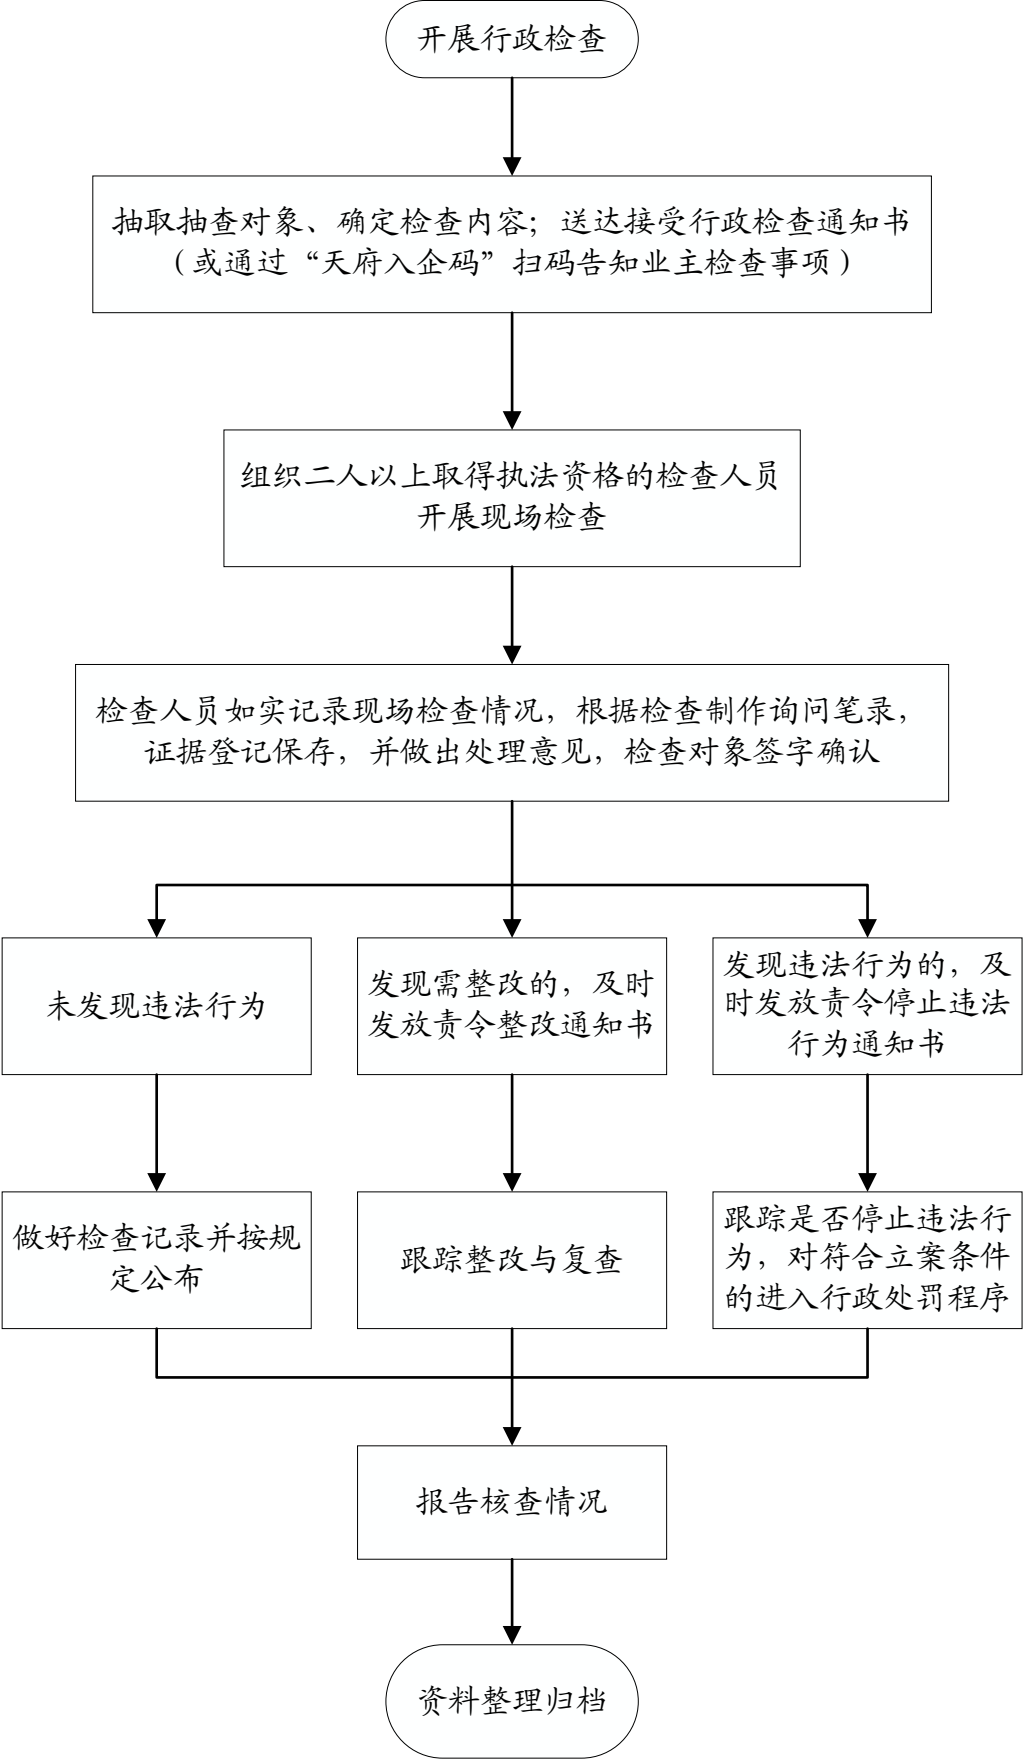 开展行政检查
抽取抽查对象、确定检查内容；送达接受行政检查通知书
（或通过“天府入企码”扫码告知业主检查事项）
组织二人以上取得执法资格的检查人员
开展现场检查
检查人员如实记录现场检查情况，根据检查制作询问笔录，
证据登记保存，并做出处理意见，检查对象签字确认
未发现违法行为
发现需整改的，及时
发放责令整改通知书
发现违法行为的，及
时发放责令停止违法
行为通知书
做好检查记录并按规
定公布
跟踪整改与复查
跟踪是否停止违法行
为，对符合立案条件
的进入行政处罚程序
报告核查情况
资料整理归档